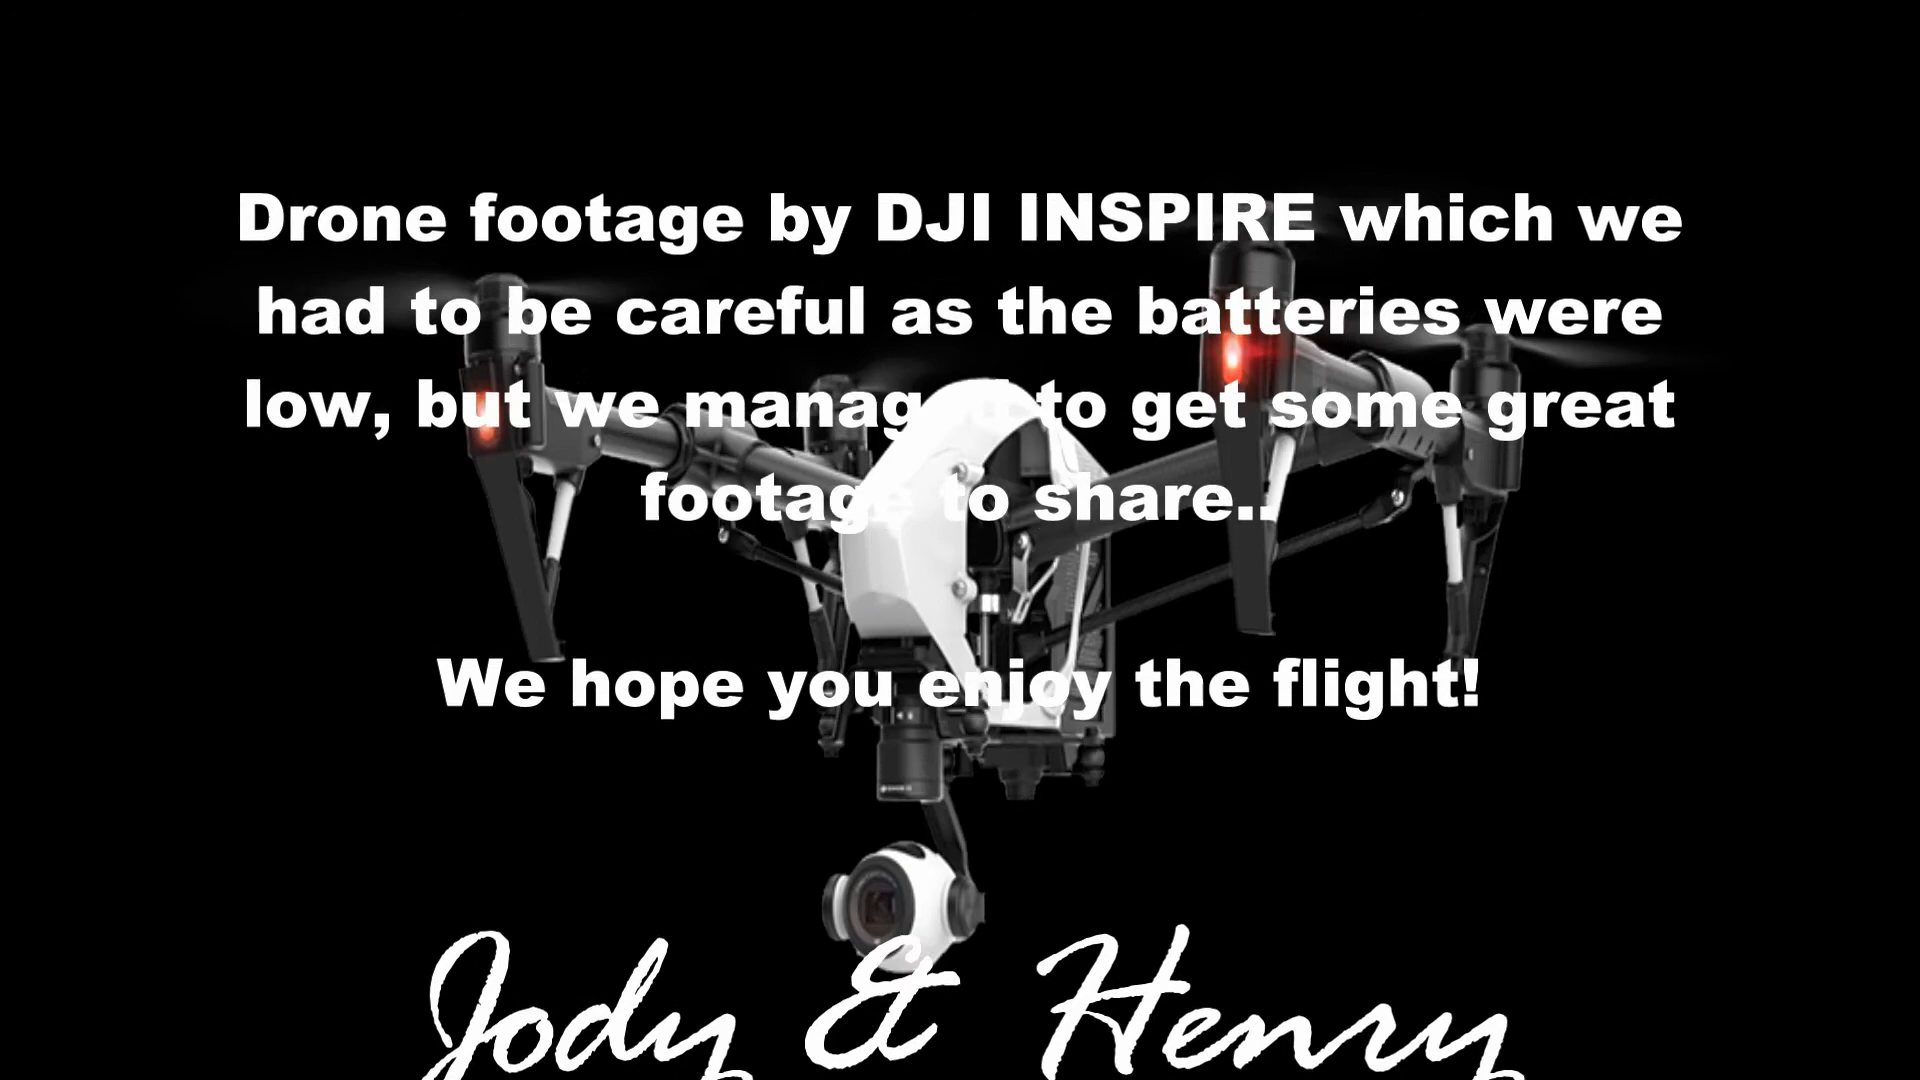 Drone footage by DJI INSPIRE which we
had to be careful as the batteries were
low, but we managed to get some great
footage to share..
We hope you enjoy the flight!
Jody & Henry